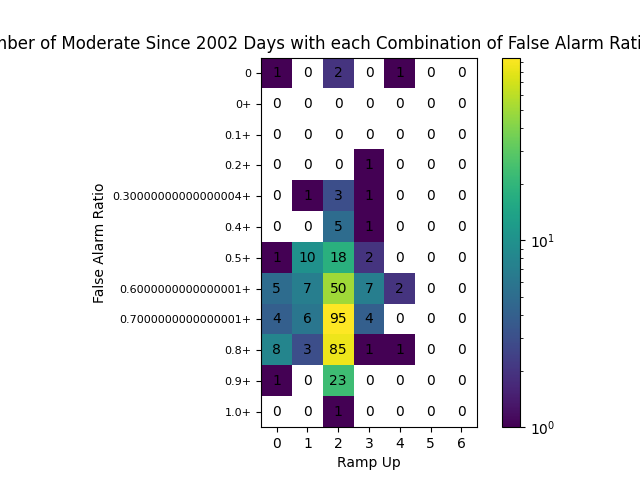 mber of Moderate Since 2002 Days with each Combination of False Alarm Rati
0 1 0 2 0 1 0 0
0+ 0 0 0 0 0 0 0
0.1+ 0 0 0 0 0 0 0
0.2+ 0 0 0 1 0 0 0
0.30000000000000004+ 0 1 3 1 0 0 0
0.4+ 0 0 5 1 0 0 0
0.5+ 1 10 18 2 0 0 0
0.6000000000000001+ 5 7 50 7 2 0 0
0.7000000000000001+ 4 6 95 4 0 0 0
0.8+ 8 3 85 1 1 0 0
0.9+ 1 0 23 0 0 0 0
1.0+ 0 0 1 0 0 0 0
0 1 2 3 4 5 6
Ramp Up
False Alarm Ratio
10¹
10⁰